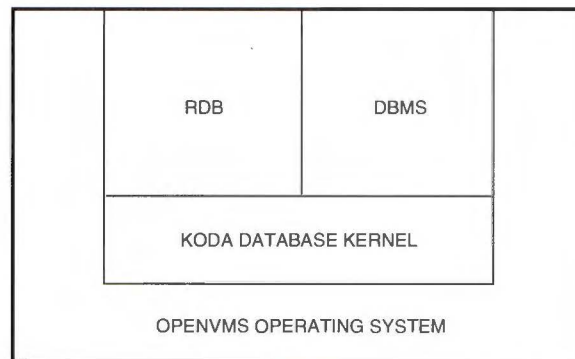 RDB
DBMS
KODA DATABASE KERNEL
OPENVMS OPERATING SYSTEM